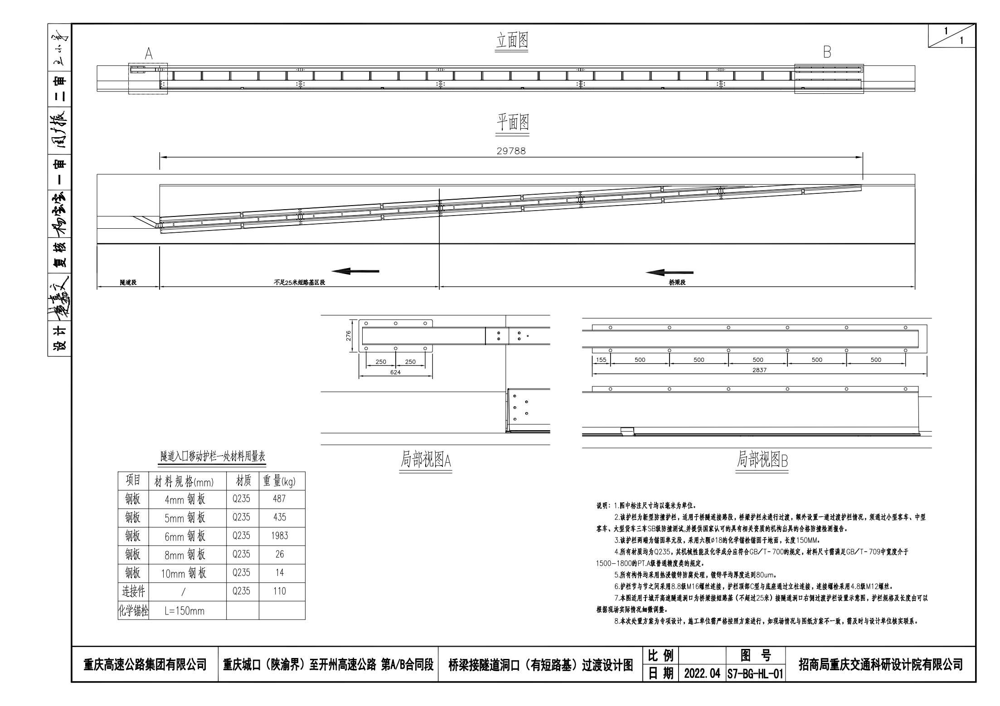 1
1
立面图
A
B
平面图
29788
隧道段
不足25米短路基区段
桥梁段
276
250
250
624
155
500
500
500
500
500
2837
局部视图A
局部视图B
隧道入口移动护栏一处材料用量表
项目 材料规格(mm) 材质 重量(kg)
钢板 4mm钢板 Q235 487
钢板 5mm钢板 Q235 435
钢板 6mm钢板 Q235 1983
钢板 8mm钢板 Q235 26
钢板 10mm钢板 Q235 14
连接件 / Q235 110
化学锚栓 L=150mm
说明：1.图中标注尺寸均以毫米为单位。
2.该护栏为新型防撞护栏，适用于桥隧连接路段，桥梁护栏未进行过渡，额外设置一道过渡护栏情况，须通过小型客车、中型
客车、大型货车三车SB级防撞测试,并提供国家认可的具有相关资质的机构出具的合格防撞检测报告。
3.该护栏两端为锚固单元段，采用六颗ø18的化学锚栓锚固于地面，长度150MM。
4.所有材质均为Q235，其机械性能及化学成分应符合GB/T-700的规定，材料尺寸需满足GB/T-709中宽度介于
1500-1800的PT.A级普通精度类的规定。
5.所有构件均采用热浸镀锌防腐处理，镀锌平均厚度达到80um。
6.护栏节与节之间采用8.8级M16螺丝连接，护栏顶部C型与底座通过立柱连接，连接螺栓采用4.8级M12螺丝。
7.本图适用于城开高速隧道洞口为桥梁接短路基（不超过25米）接隧道洞口右侧过渡护栏设置示意图，护栏规格及长度由可以
根据现场实际情况细微调整。
8.本次处置方案为专项设计，施工单位需严格按照方案进行，如现场情况与图纸方案不一致，需及时与设计单位核实联系。
设计
复核
一审
二审
重庆高速公路集团有限公司
重庆城口（陕渝界）至开州高速公路 第A/B合同段
桥梁接隧道洞口（有短路基）过渡设计图
比例
图号
日期 2022.04 S7-BG-HL-01
招商局重庆交通科研设计院有限公司